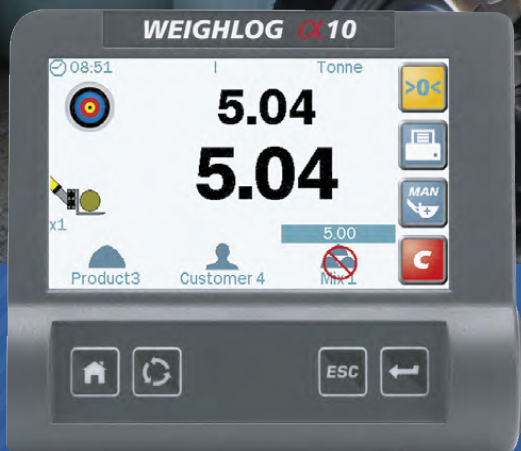 WEIGHLOG α10
08:51 I Tonne
>0<
5.04
5.04
MAN
x1
5.00
C
Product3 Customer 4 Mix 1
ESC